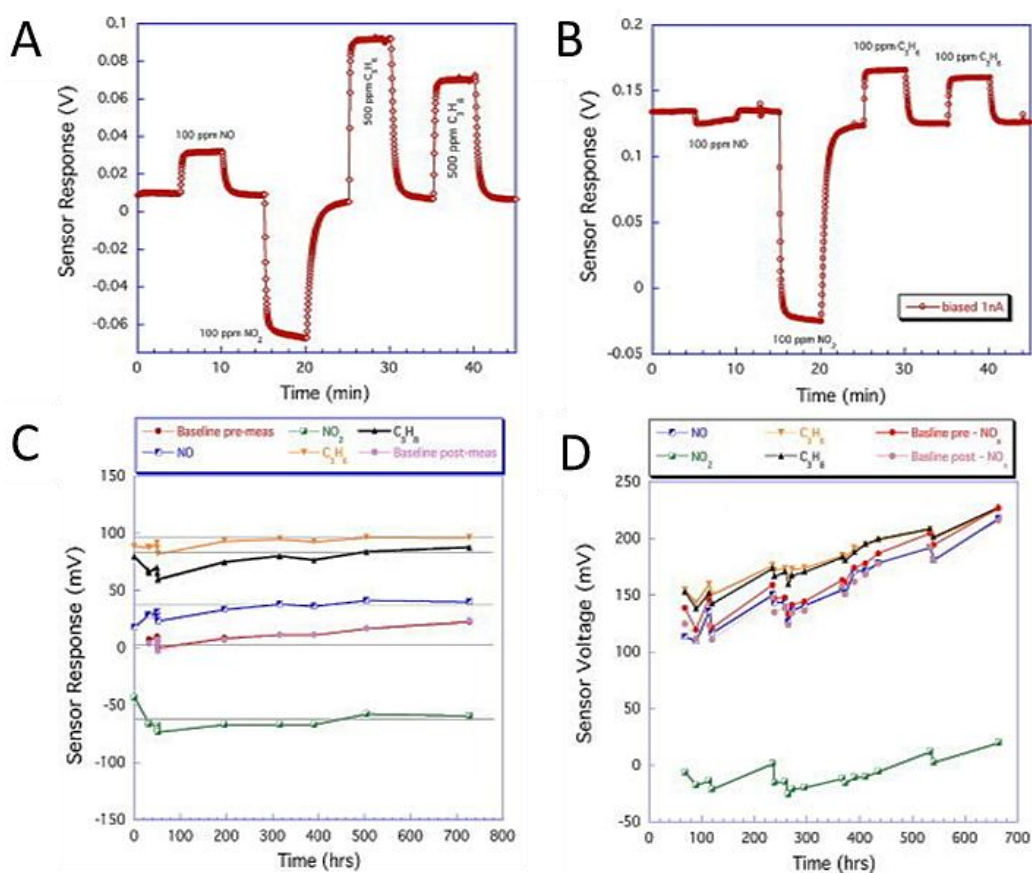 A
Sensor Response (V)
0.1
0.08
0.06
0.04
0.02
0
-0.02
-0.04
-0.06
100 ppm NO
100 ppm NO₂
500 ppm C₃H₆
500 ppm C₃H₈
0 10 20 30 40
Time (min)
B
Sensor Response (V)
0.2
0.15
0.1
0.05
0
-0.05
100 ppm NO
100 ppm NO₂
100 ppm C₃H₆
100 ppm C₃H₈
biased 1nA
0 10 20 30 40
Time (min)
C
Baseline pre-meas NO₂ C₃H₈
NO C₃H₆ Baseline post-meas
Sensor Response (mV)
150
100
50
0
-50
-100
-150
0 100 200 300 400 500 600 700 800
Time (hrs)
D
NO C₃H₆ Basline pre - NOₓ
NO₂ C₃H₈ Basline post - NOₓ
Sensor Voltage (mV)
250
200
150
100
50
0
-50
0 100 200 300 400 500 600 700
Time (hrs)